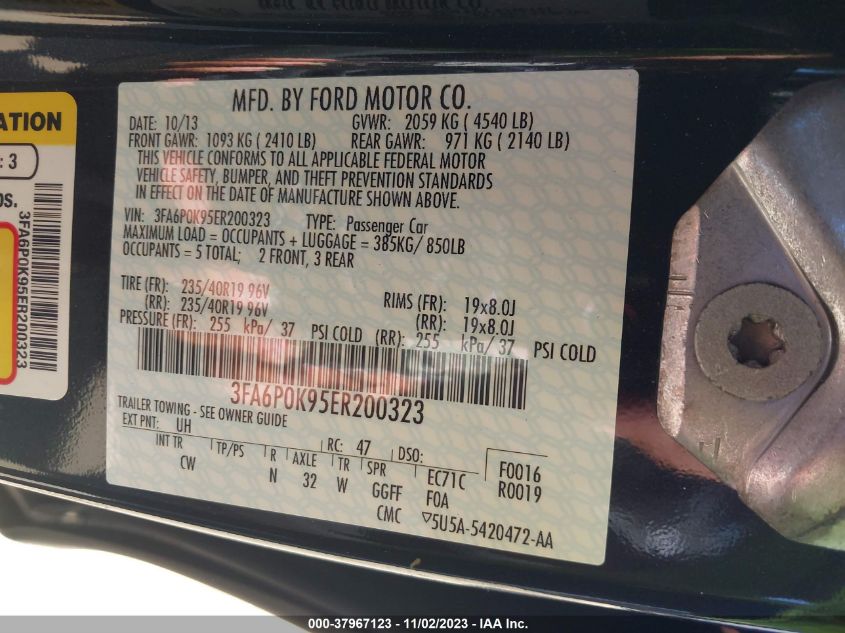 MFD. BY FORD MOTOR CO.
DATE: 10/13 GVWR: 2059 KG ( 4540 LB)
FRONT GAWR: 1093 KG ( 2410 LB) REAR GAWR: 971 KG ( 2140 LB)
THIS VEHICLE CONFORMS TO ALL APPLICABLE FEDERAL MOTOR
VEHICLE SAFETY, BUMPER, AND THEFT PREVENTION STANDARDS
IN EFFECT ON THE DATE OF MANUFACTURE SHOWN ABOVE.
VIN: 3FA6P0K95ER200323 TYPE: Passenger Car
MAXIMUM LOAD = OCCUPANTS + LUGGAGE = 385KG/ 850LB
OCCUPANTS = 5 TOTAL; 2 FRONT, 3 REAR
TIRE (FR): 235/40R19 96V RIMS (FR): 19x8.0J
(RR): 235/40R19 96V (RR): 19x8.0J
PRESSURE (FR): 255 kPa/ 37 PSI COLD (RR): 255 kPa/ 37 PSI COLD
3FA6P0K95ER200323
TRAILER TOWING - SEE OWNER GUIDE
EXT PNT: UH RC: 47 DSO:
INT TR TP/PS R AXLE TR SPR EC71C F0016
CW N 32 W GGFF F0A R0019
CMC ▽5U5A-5420472-AA
ATION
: 3
OS.
3FA6P0K95ER200323
H
000-37967123 - 11/02/2023 - IAA Inc.